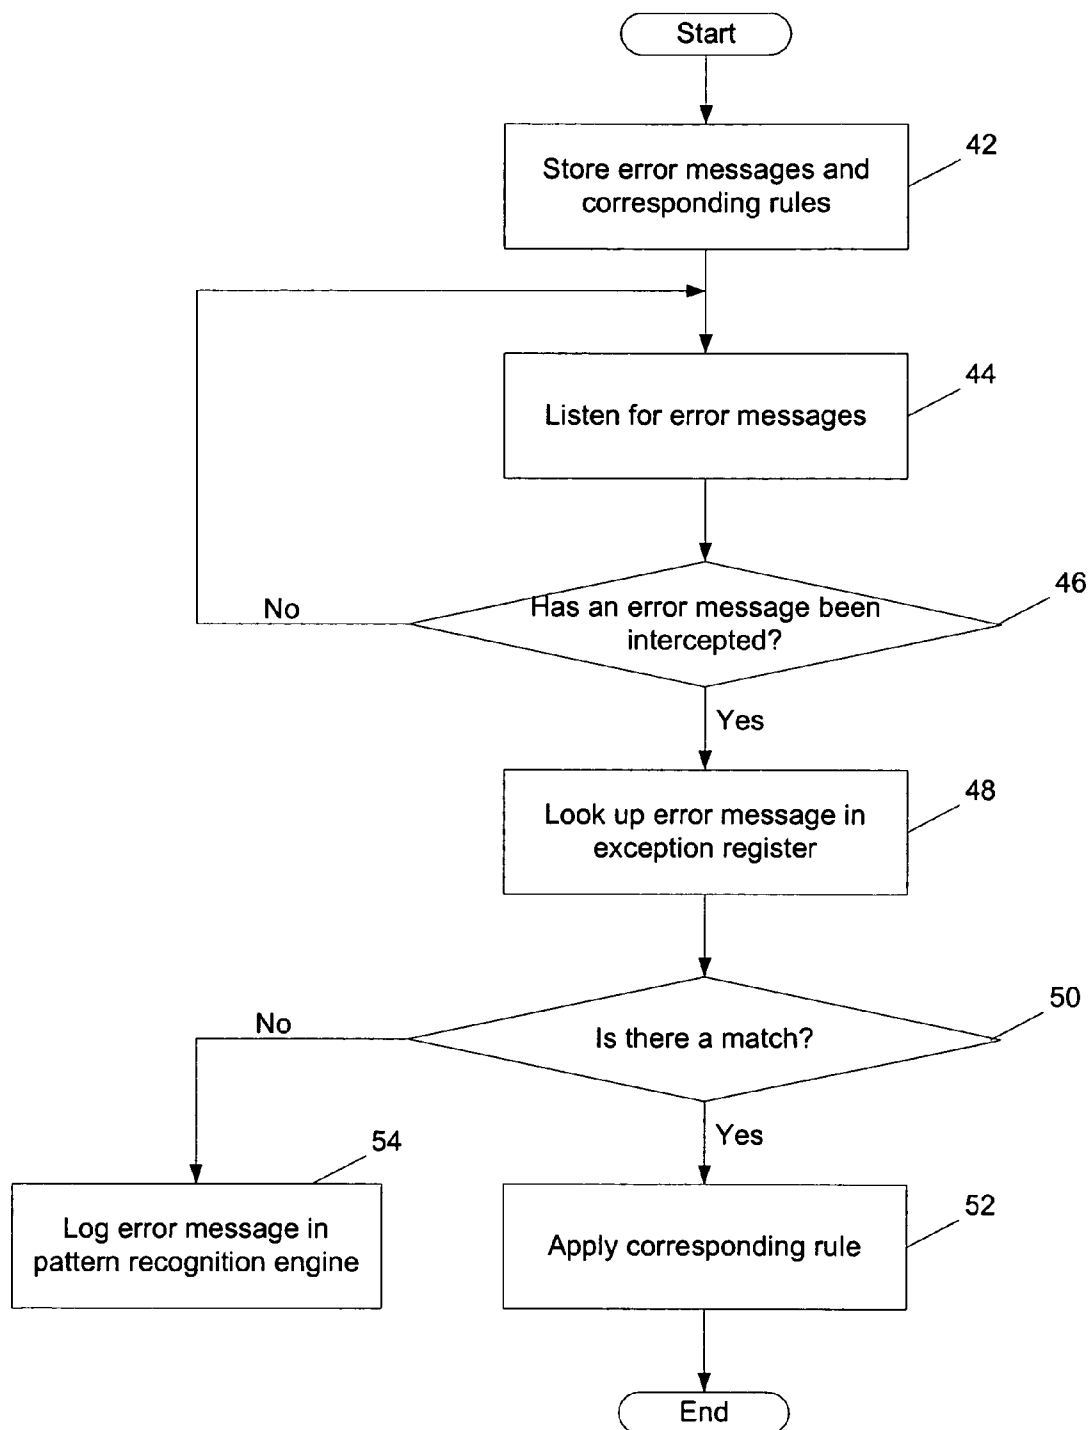 Start
42
Store error messages and
corresponding rules
44
Listen for error messages
46
No
Has an error message been
intercepted?
Yes
48
Look up error message in
exception register
50
No
Is there a match?
Yes
54
Log error message in
pattern recognition engine
52
Apply corresponding rule
End